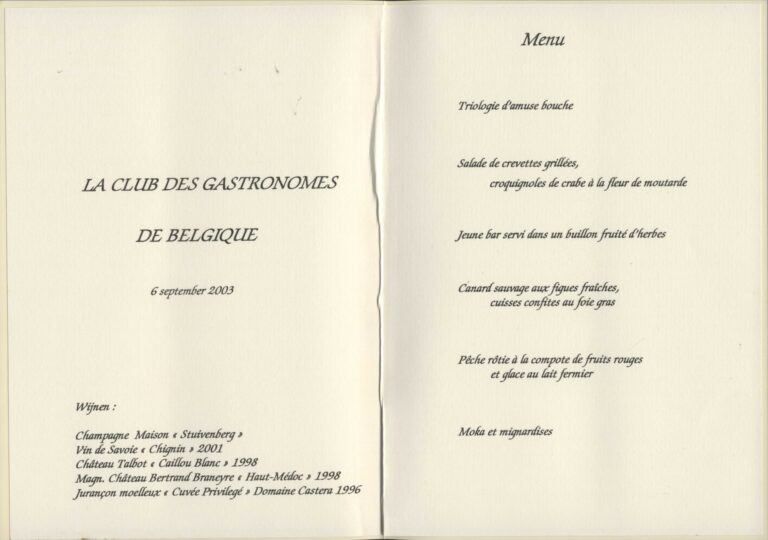 LA CLUB DES GASTRONOMES
DE BELGIQUE
6 september 2003
Wijnen :
Champagne Maison « Stuivenberg »
Vin de Savoie « Chignin » 2001
Château Talbot « Caillou Blanc » 1998
Magn. Château Bertrand Braneyre « Haut-Médoc » 1998
Jurançon moelleux « Cuvée Privilegé » Domaine Castera 1996
Menu
Triologie d'amuse bouche
Salade de crevettes grillées,
croquignoles de crabe à la fleur de moutarde
Jeune bar servi dans un buillon fruité d'herbes
Canard sauvage aux figues fraîches,
cuisses confites au foie gras
Pêche rôtie à la compote de fruits rouges
et glace au lait fermier
Moka et mignardises